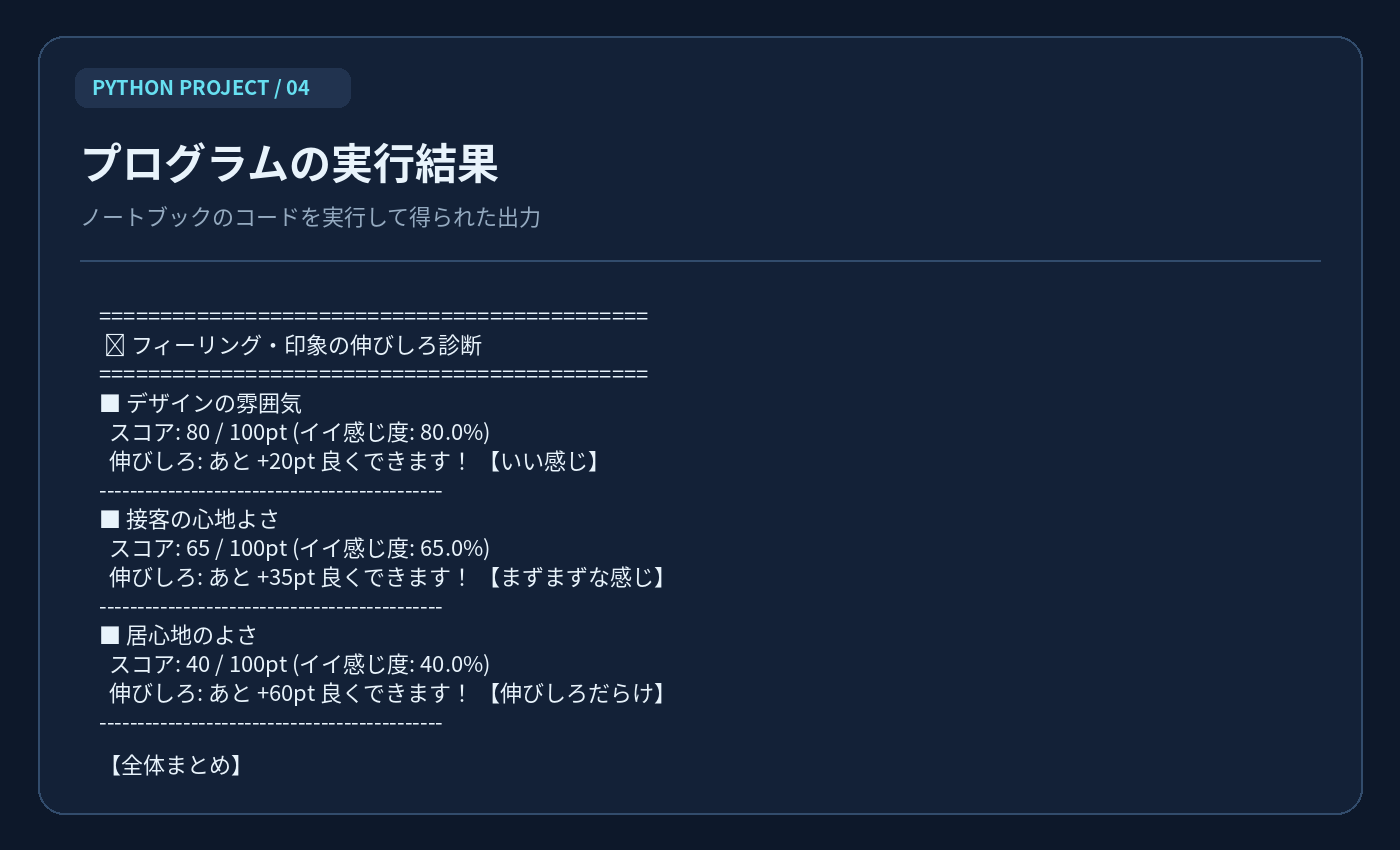 PYTHON PROJECT / 04
プログラムの実行結果
ノートブックのコードを実行して得られた出力
=============================================
フィーリング・印象の伸びしろ診断
=============================================
■ デザインの雰囲気
スコア: 80 / 100pt (イイ感じ度: 80.0%)
伸びしろ: あと +20pt 良くできます！ 【いい感じ】
---------------------------------------------
■ 接客の心地よさ
スコア: 65 / 100pt (イイ感じ度: 65.0%)
伸びしろ: あと +35pt 良くできます！ 【まずまずな感じ】
---------------------------------------------
■ 居心地のよさ
スコア: 40 / 100pt (イイ感じ度: 40.0%)
伸びしろ: あと +60pt 良くできます！ 【伸びしろだらけ】
---------------------------------------------
【全体まとめ】